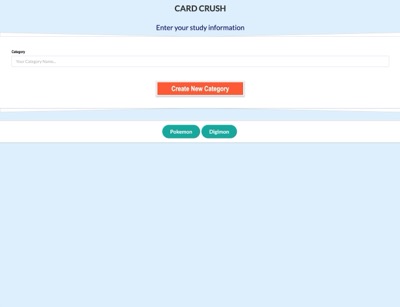 CARD CRUSH
Enter your study information
Category
Your Category Name...
Create New Category
Pokemon Digimon